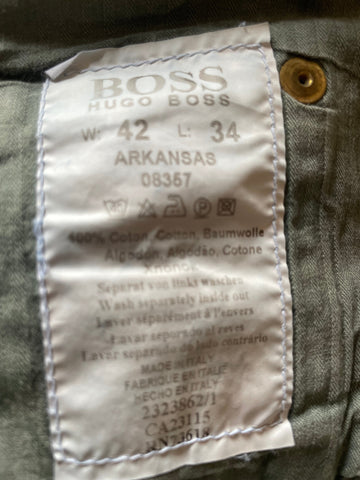 BOSS
HUGO BOSS
W: 42 L: 34
ARKANSAS
08357
100% Coton, Cotton, Baumwolle
Algodon, Algodão, Cotone
Separat von links waschen
Wash separately inside out
Laver séparément à l'envers
Lavar separado al reves
Lavar separado do lado contrário
MADE IN ITALY
FABRIQUE EN ITALIE
HECHO EN ITALY
2323862/1
CA23115